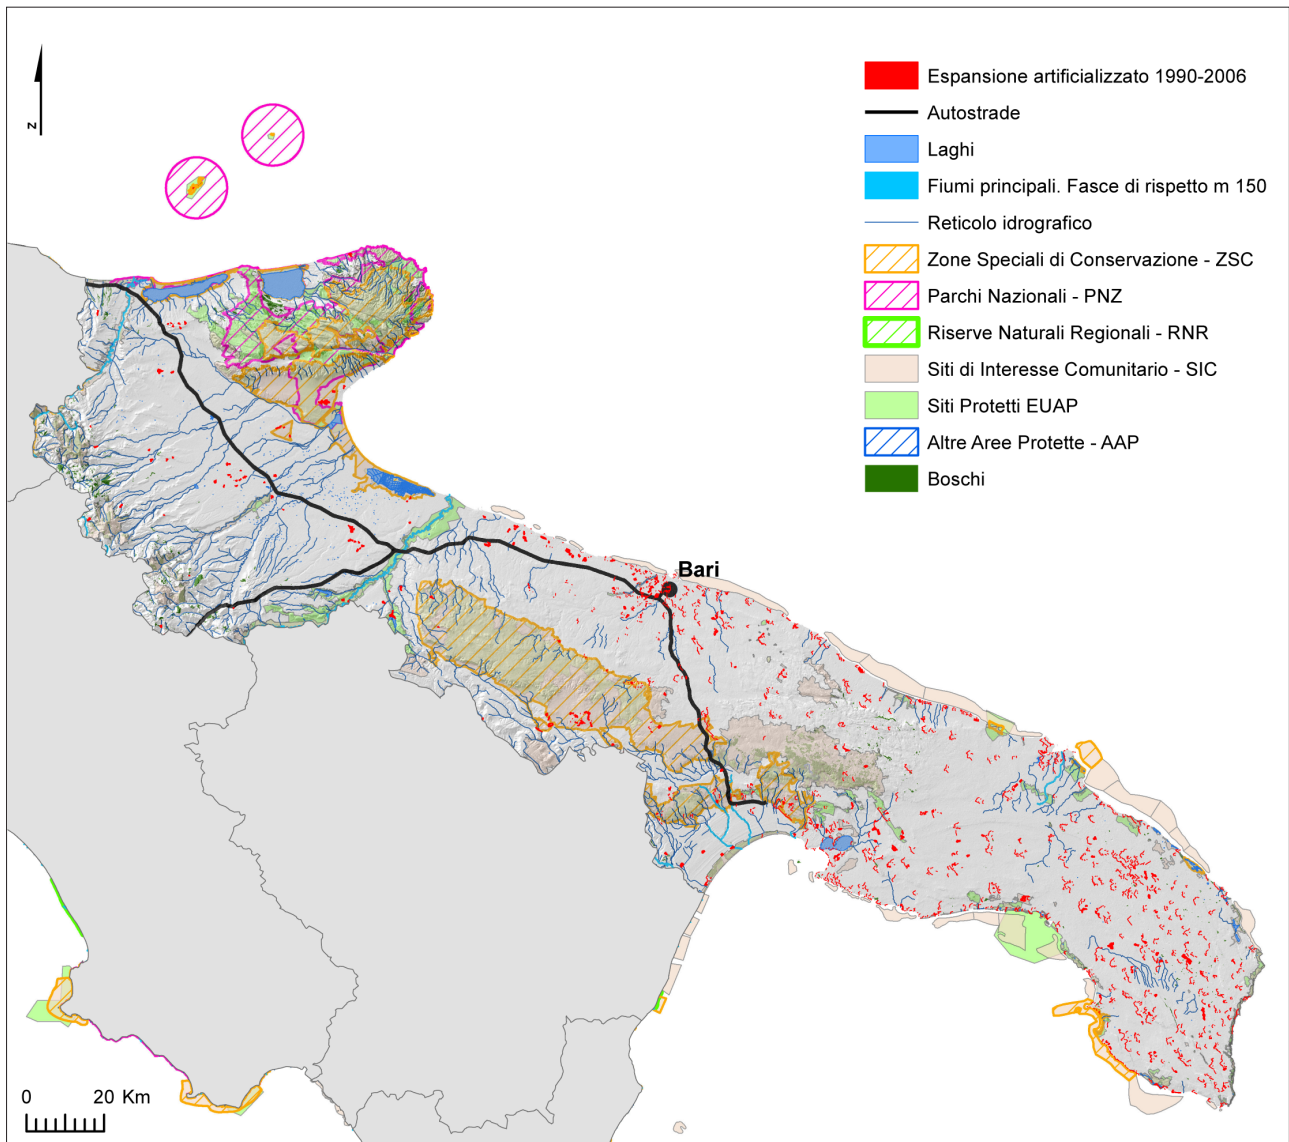 N
Espansione artificializzato 1990-2006
Autostrade
Laghi
Fiumi principali. Fasce di rispetto m 150
Reticolo idrografico
Zone Speciali di Conservazione - ZSC
Parchi Nazionali - PNZ
Riserve Naturali Regionali - RNR
Siti di Interesse Comunitario - SIC
Siti Protetti EUAP
Altre Aree Protette - AAP
Boschi
Bari
0 20 Km